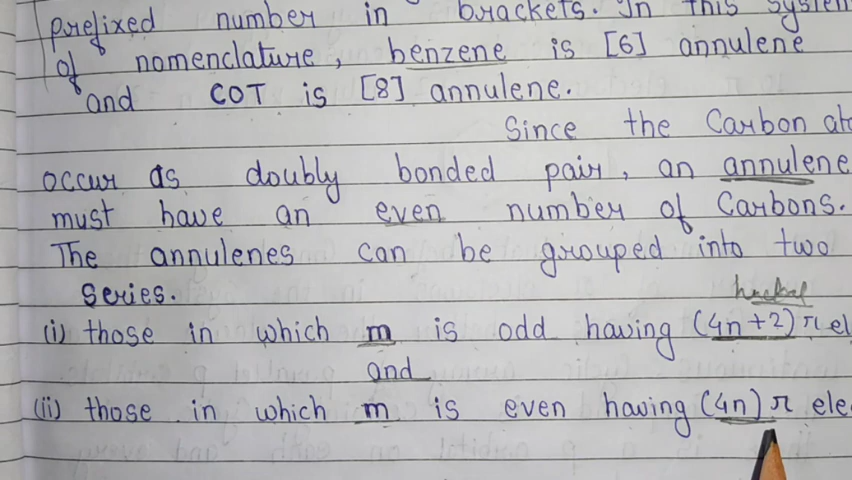 prefixed number in brackets. In this system
of nomenclature, benzene is [6] annulene
and COT is [8] annulene.
Since the Carbon at
occur as doubly bonded pair, an annulene
must have an even number of Carbons.
The annulenes can be grouped into two
series.
(i) those in which m is odd having (4n+2) π el
and
(ii) those in which m is even having (4n) π ele